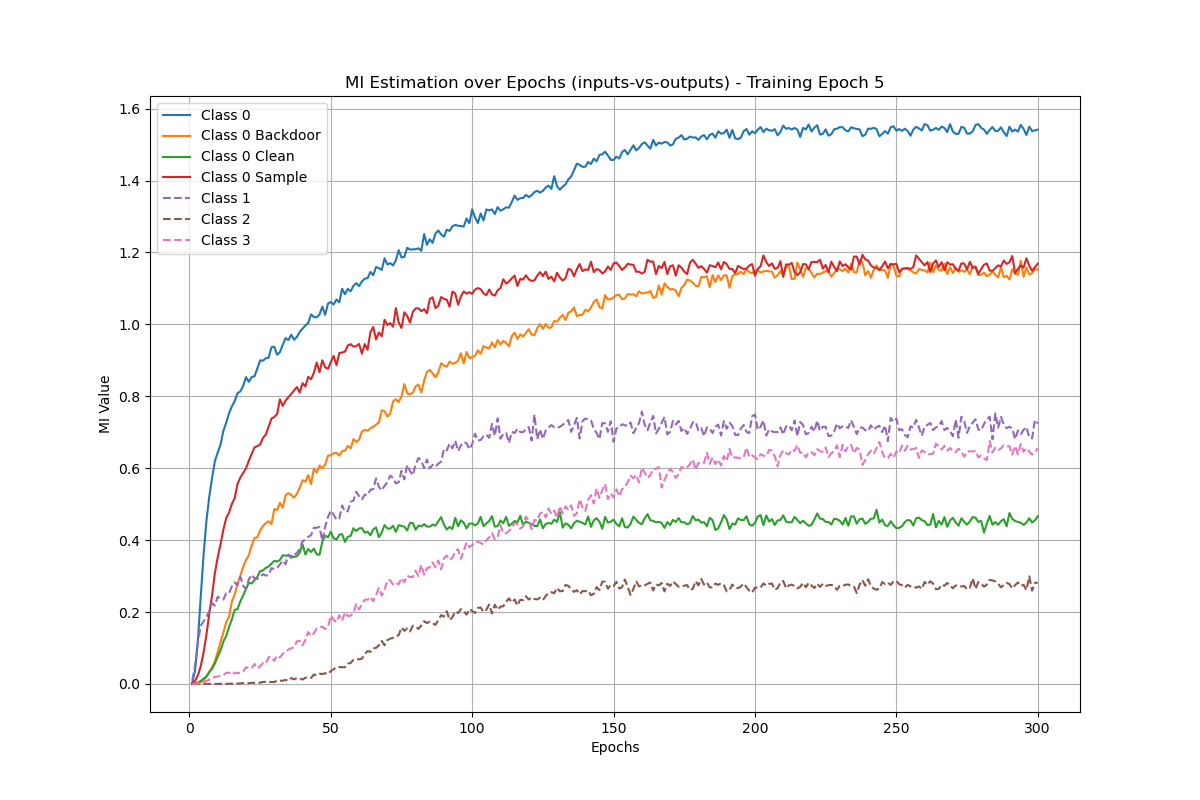 MI Estimation over Epochs (inputs-vs-outputs) - Training Epoch 5
Class 0
Class 0 Backdoor
Class 0 Clean
Class 0 Sample
Class 1
Class 2
Class 3
1.6
1.4
1.2
1.0
0.8
0.6
0.4
0.2
0.0
MI Value
0 50 100 150 200 250 300
Epochs